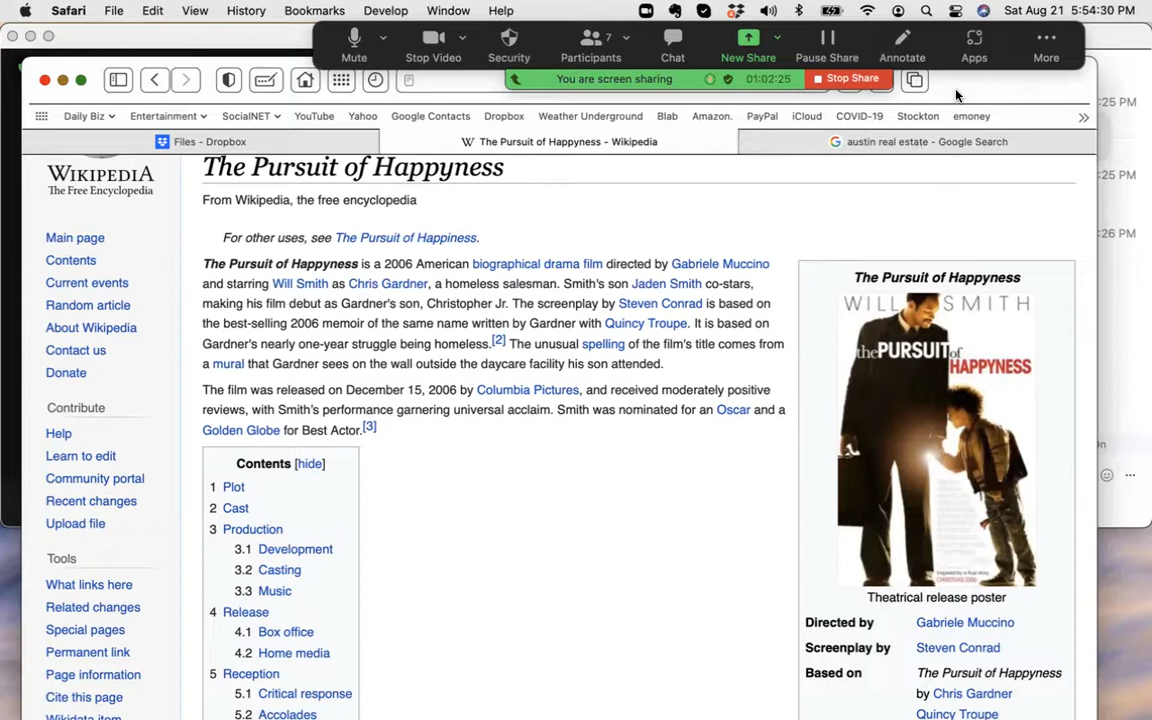 Safari File Edit View History Bookmarks Develop Window Help Sat Aug 21 5:54:30 PM
Mute Stop Video Security Participants 7 Chat New Share Pause Share Annotate Apps More
You are screen sharing 01:02:25 Stop Share
25 PM
Daily Biz Entertainment SocialNET YouTube Yahoo Google Contacts Dropbox Weather Underground Blab Amazon. PayPal iCloud COVID-19 Stockton emoney
Files - Dropbox W The Pursuit of Happyness - Wikipedia G austin real estate - Google Search
WIKIPEDIA
The Free Encyclopedia
Main page
Contents
Current events
Random article
About Wikipedia
Contact us
Donate
Contribute
Help
Learn to edit
Community portal
Recent changes
Upload file
Tools
What links here
Related changes
Special pages
Permanent link
Page information
Cite this page
Wikidata item
The Pursuit of Happyness
From Wikipedia, the free encyclopedia
For other uses, see The Pursuit of Happiness.
The Pursuit of Happyness is a 2006 American biographical drama film directed by Gabriele Muccino
and starring Will Smith as Chris Gardner, a homeless salesman. Smith's son Jaden Smith co-stars,
making his film debut as Gardner's son, Christopher Jr. The screenplay by Steven Conrad is based on
the best-selling 2006 memoir of the same name written by Gardner with Quincy Troupe. It is based on
Gardner's nearly one-year struggle being homeless.[2] The unusual spelling of the film's title comes from
a mural that Gardner sees on the wall outside the daycare facility his son attended.
The film was released on December 15, 2006 by Columbia Pictures, and received moderately positive
reviews, with Smith's performance garnering universal acclaim. Smith was nominated for an Oscar and a
Golden Globe for Best Actor.[3]
Contents [hide]
1 Plot
2 Cast
3 Production
3.1 Development
3.2 Casting
3.3 Music
4 Release
4.1 Box office
4.2 Home media
5 Reception
5.1 Critical response
5.2 Accolades
The Pursuit of Happyness
WILL SMITH
the PURSUIT of
HAPPYNESS
Theatrical release poster
Directed by Gabriele Muccino
Screenplay by Steven Conrad
Based on The Pursuit of Happyness
by Chris Gardner
Quincy Troupe
25 PM
26 PM